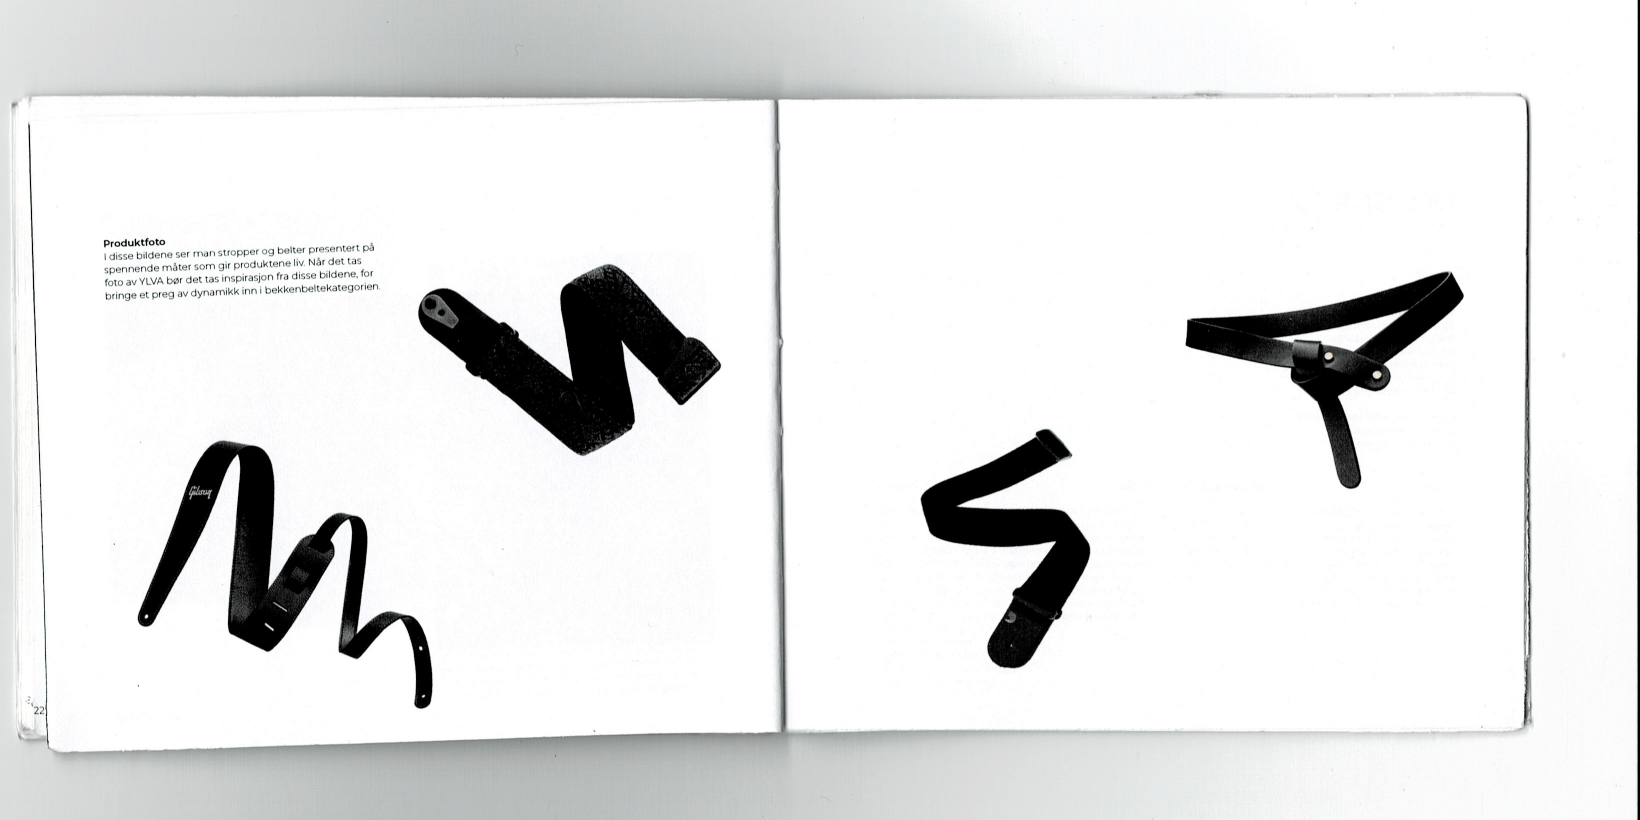 Produktfoto
I disse bildene ser man stropper og belter presentert på
spennende måter som gir produktene liv. Når det tas
foto av YLVA bør det tas inspirasjon fra disse bildene, for
bringe et preg av dynamikk inn i bekkenbeltekategorien.
Gibson
22